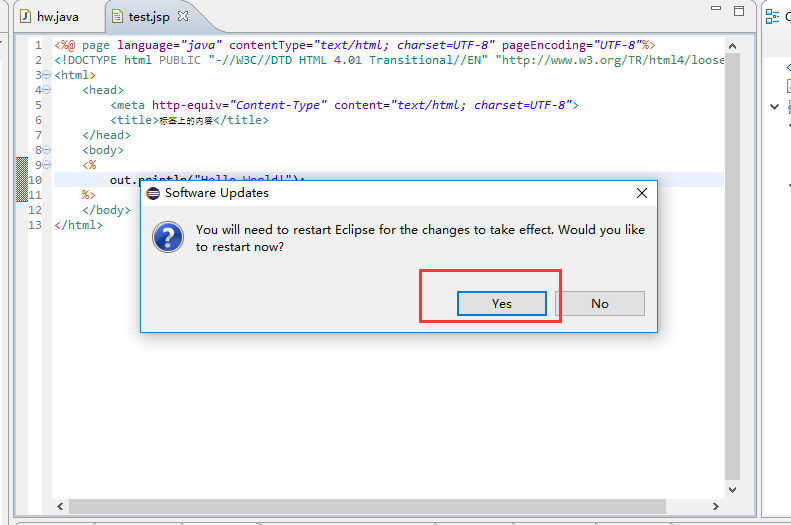 hw.java test.jsp
1 <%@ page language="java" contentType="text/html; charset=UTF-8" pageEncoding="UTF-8"%>
2 <!DOCTYPE html PUBLIC "-//W3C//DTD HTML 4.01 Transitional//EN" "http://www.w3.org/TR/html4/loose
3 <html>
4 <head>
5 <meta http-equiv="Content-Type" content="text/html; charset=UTF-8">
6 <title>标签上的内容</title>
7 </head>
8 <body>
9 <%
10 out.println("Hello World!");
11 %>
12 </body>
13 </html>
Software Updates
You will need to restart Eclipse for the changes to take effect. Would you like
to restart now?
Yes No